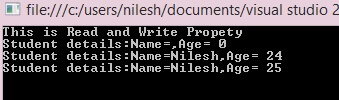 file:///c:/users/nilesh/documents/visual studio 2
This is Read and Write Propety
Student details:Name=,Age= 0
Student details:Name=Nilesh,Age= 24
Student details:Name=Nilesh,Age= 25